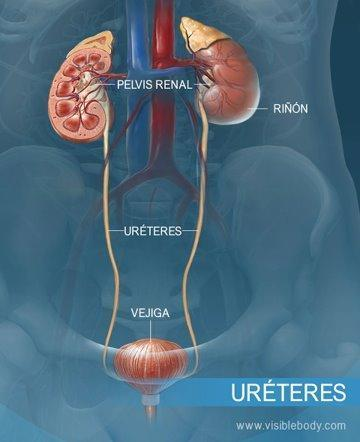 PELVIS RENAL
RIÑÓN
URÉTERES
VEJIGA
URÉTERES
www.visiblebody.com